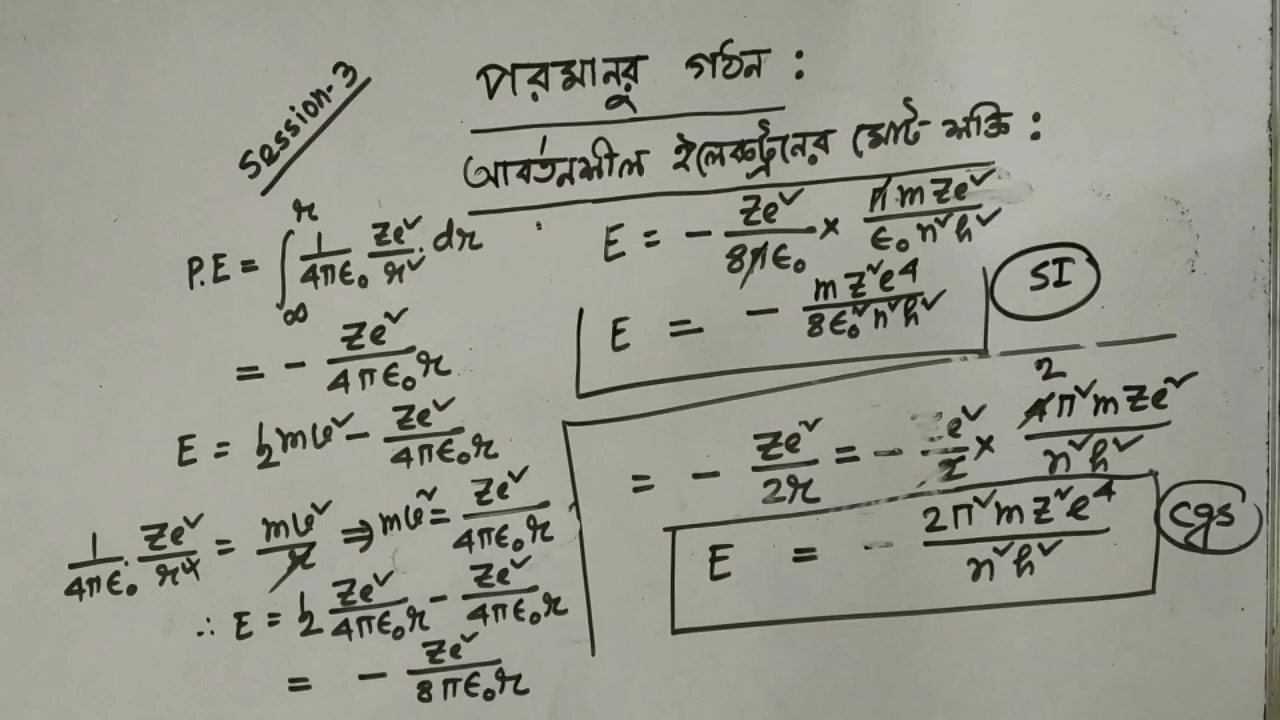 Session-3
পরমানুর গঠন :
আবর্তনশীল ইলেকট্রনের মোট শক্তি :
P.E = ∫_∞^r 1/4πϵ₀ · Ze²/r² · dr
= - Ze²/4πϵ₀r
E = ½mv² - Ze²/4πϵ₀r
1/4πϵ₀ · Ze²/r² = mv²/r ⇒ mv² = Ze²/4πϵ₀r
∴ E = ½ Ze²/4πϵ₀r - Ze²/4πϵ₀r
= - Ze²/8πϵ₀r
E = - Ze²/8πϵ₀ × πmZe²/ϵ₀n²h²
E = - mZ²e⁴/8ϵ₀²n²h² SI
= - Ze²/2r = - Ze²/2 × 4π²mZe²/n²h² 2
E = - 2π²mZ²e⁴/n²h² cgs